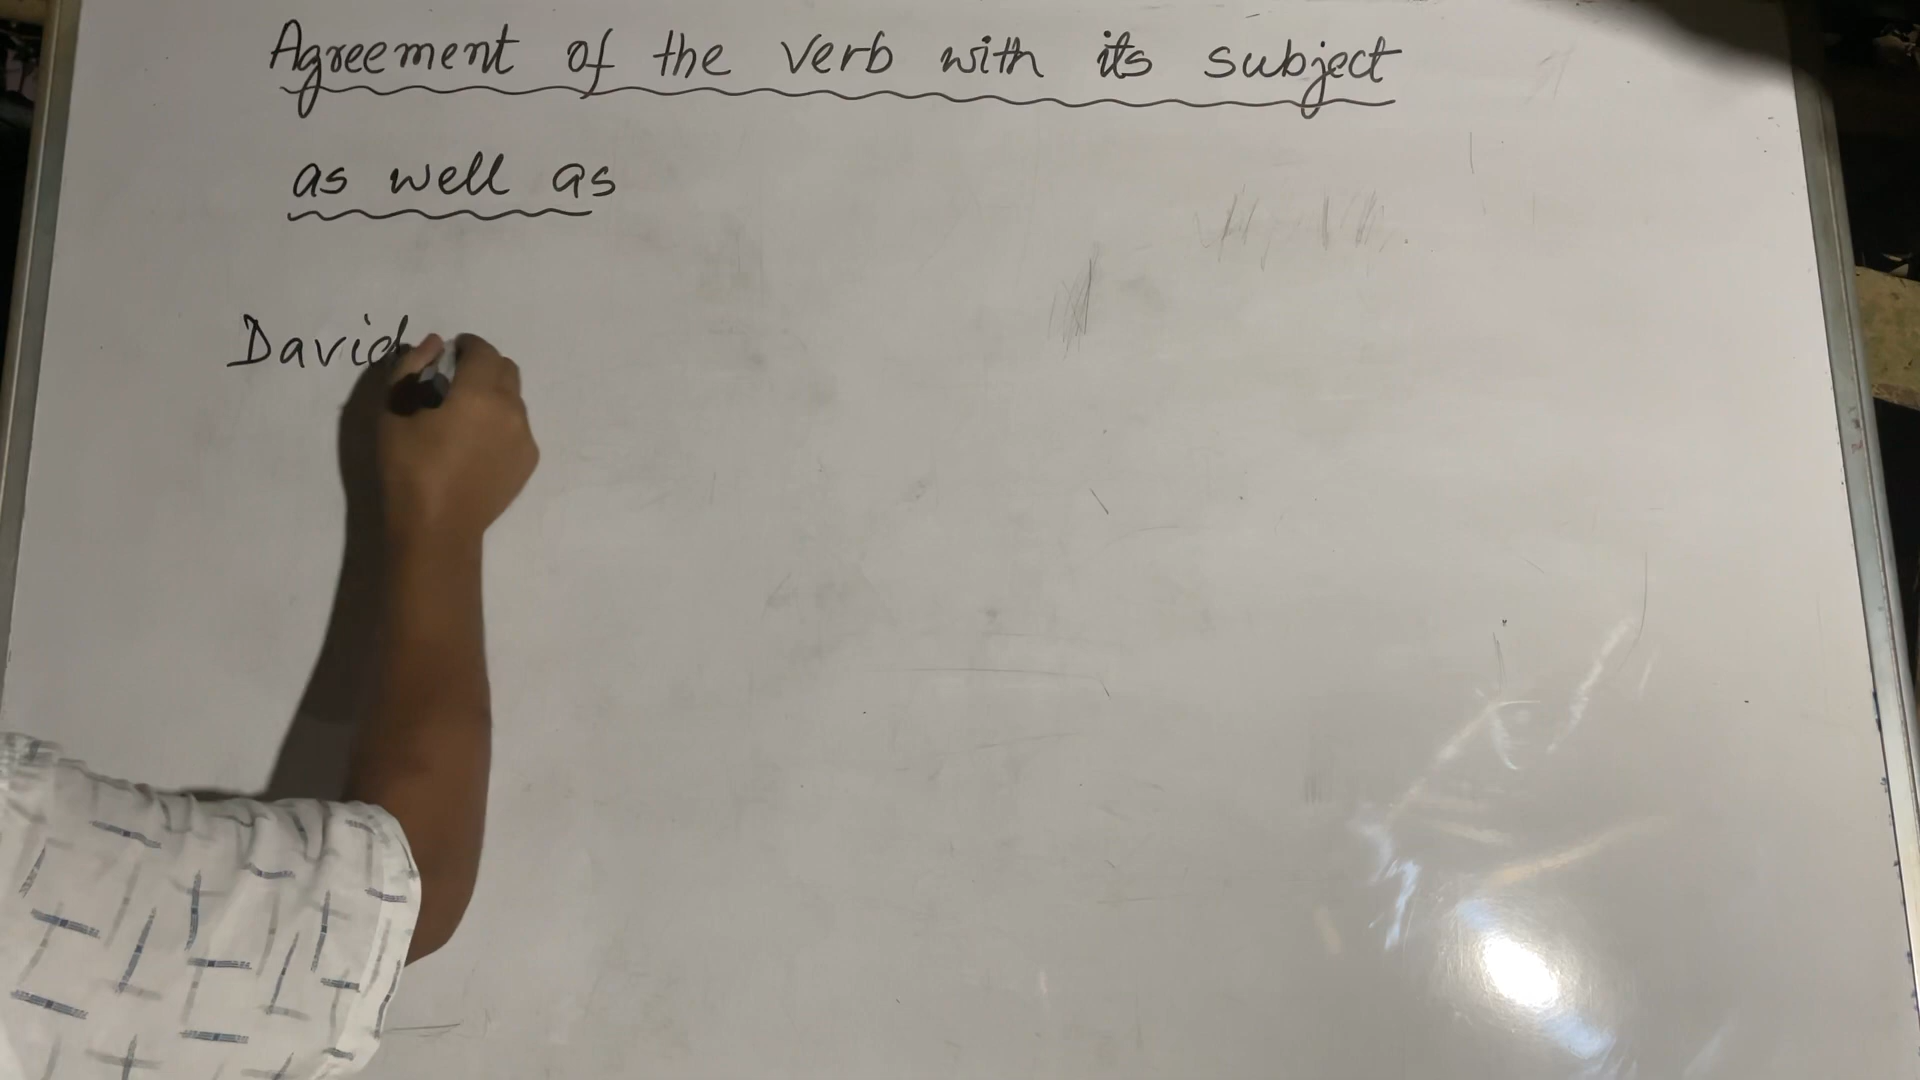 Agreement of the verb with its subject
as well as
David